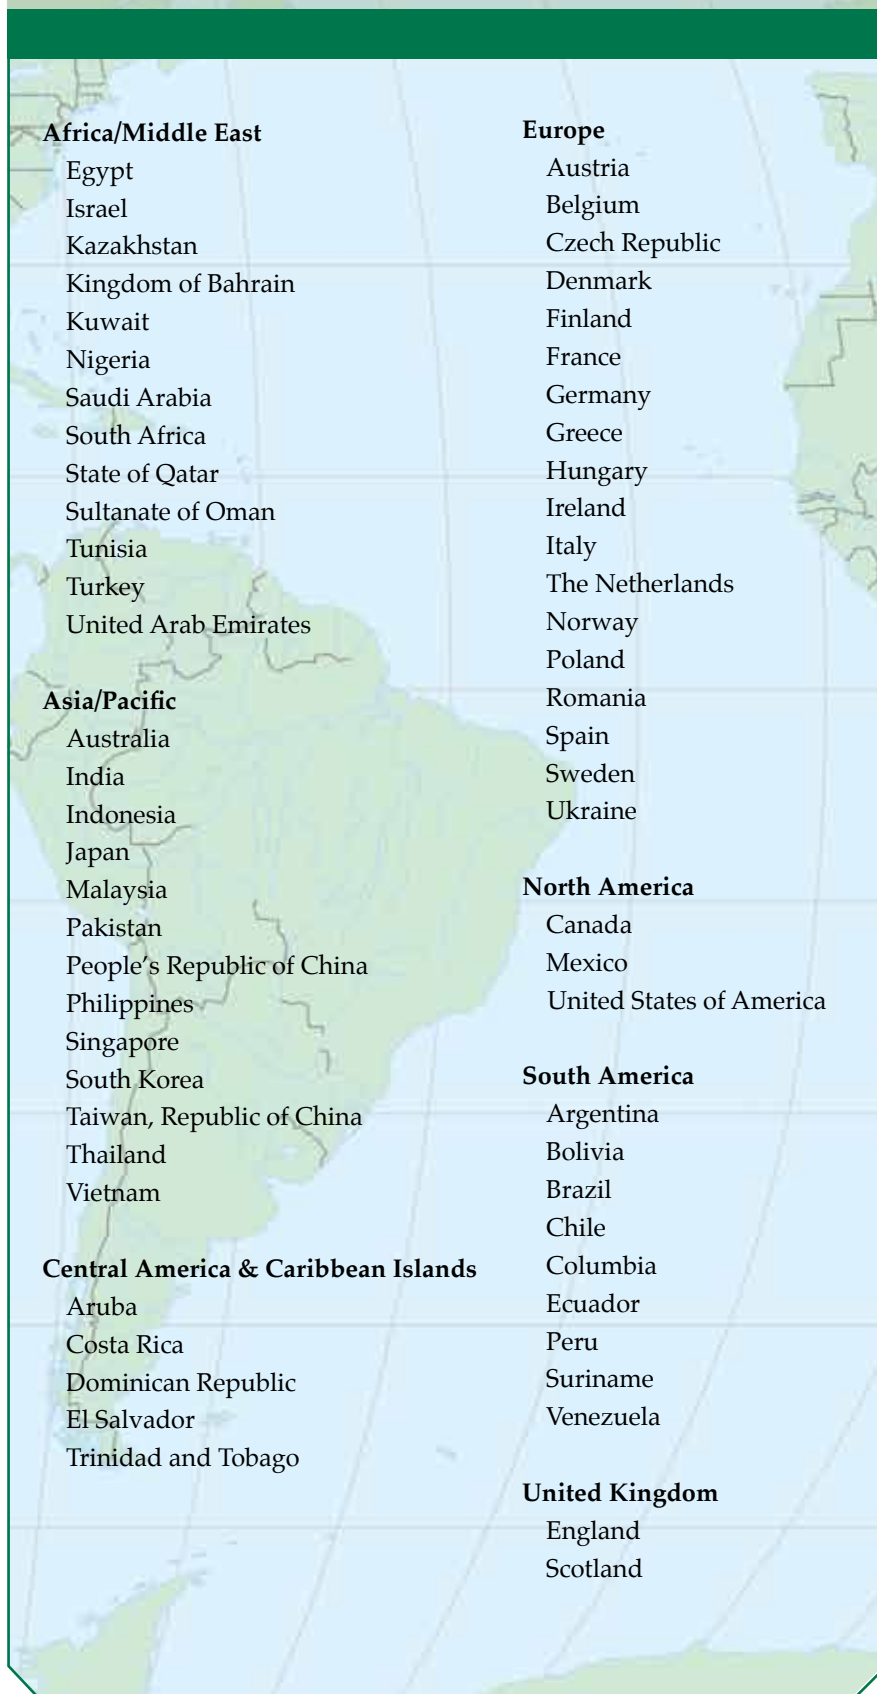 Africa/Middle East
Egypt
Israel
Kazakhstan
Kingdom of Bahrain
Kuwait
Nigeria
Saudi Arabia
South Africa
State of Qatar
Sultanate of Oman
Tunisia
Turkey
United Arab Emirates
Asia/Pacific
Australia
India
Indonesia
Japan
Malaysia
Pakistan
People's Republic of China
Philippines
Singapore
South Korea
Taiwan, Republic of China
Thailand
Vietnam
Central America & Caribbean Islands
Aruba
Costa Rica
Dominican Republic
El Salvador
Trinidad and Tobago
Europe
Austria
Belgium
Czech Republic
Denmark
Finland
France
Germany
Greece
Hungary
Ireland
Italy
The Netherlands
Norway
Poland
Romania
Spain
Sweden
Ukraine
North America
Canada
Mexico
United States of America
South America
Argentina
Bolivia
Brazil
Chile
Columbia
Ecuador
Peru
Suriname
Venezuela
United Kingdom
England
Scotland